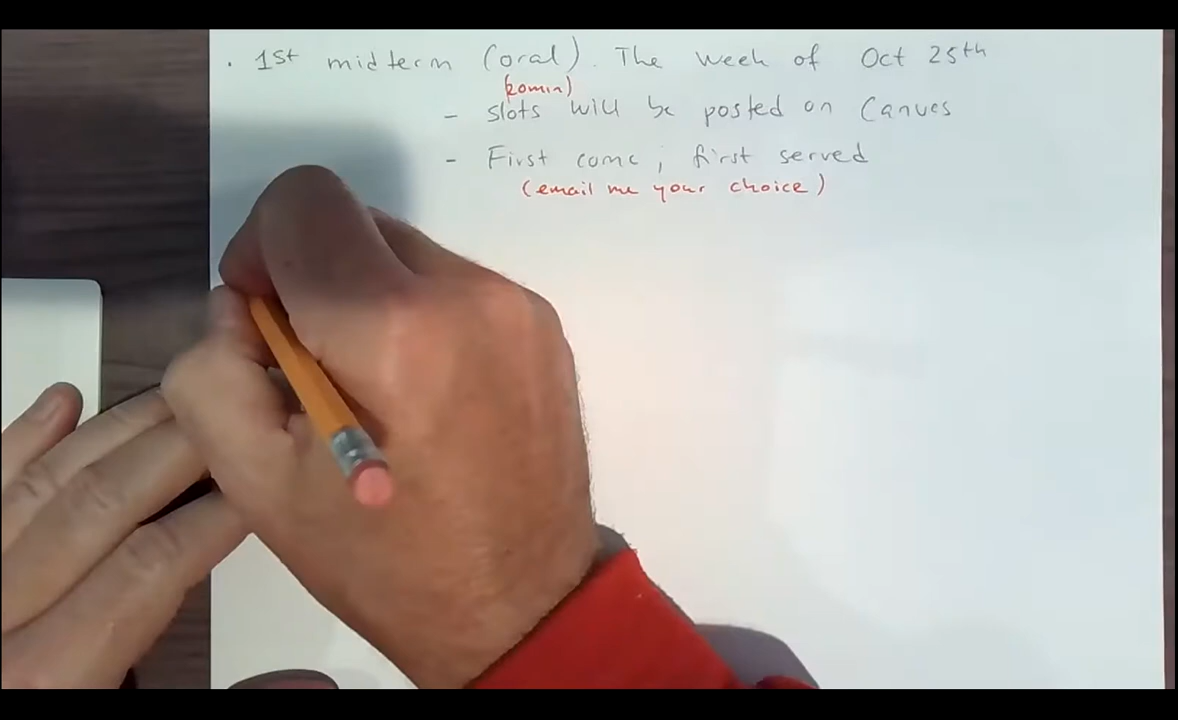 . 1st midterm (oral). The week of Oct 25th
(20min)
- slots will be posted on Canves
- First come, first served
(email me your choice)